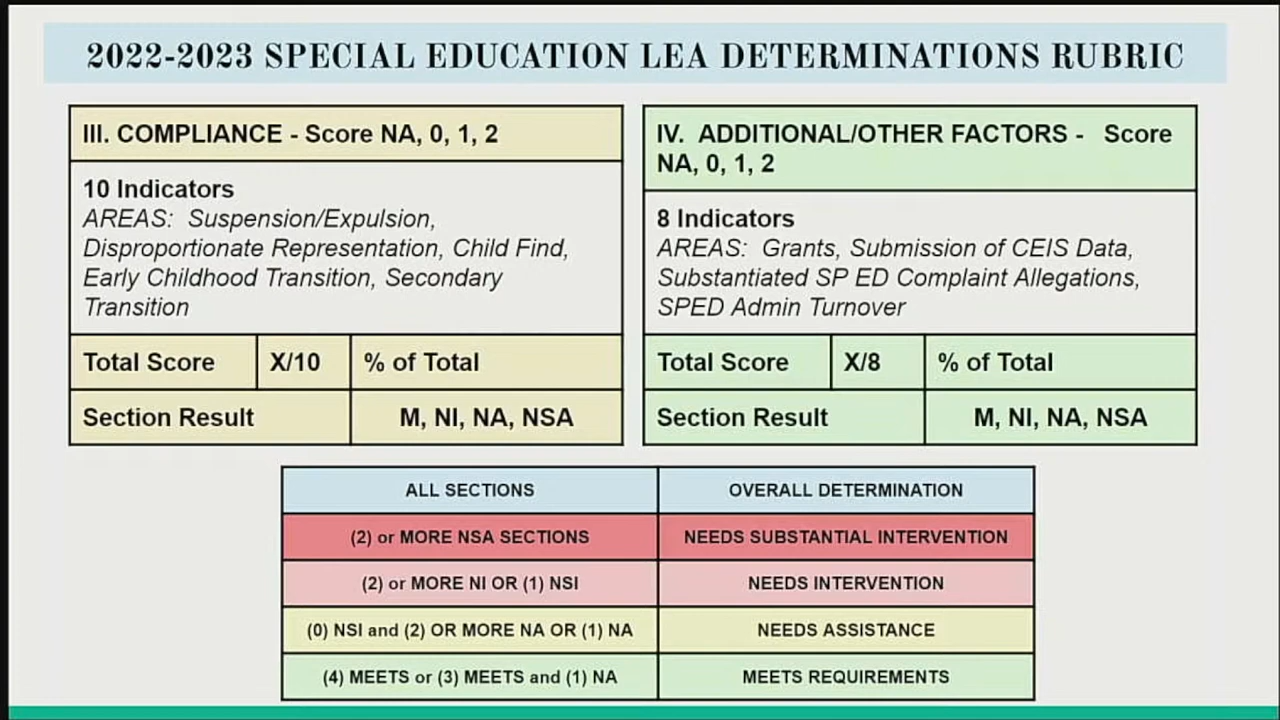 2022-2023 SPECIAL EDUCATION LEA DETERMINATIONS RUBRIC
III. COMPLIANCE - Score NA, 0, 1, 2
10 Indicators
AREAS: Suspension/Expulsion,
Disproportionate Representation, Child Find,
Early Childhood Transition, Secondary
Transition
Total Score X/10 % of Total
Section Result M, NI, NA, NSA
IV. ADDITIONAL/OTHER FACTORS - Score
NA, 0, 1, 2
8 Indicators
AREAS: Grants, Submission of CEIS Data,
Substantiated SP ED Complaint Allegations,
SPED Admin Turnover
Total Score X/8 % of Total
Section Result M, NI, NA, NSA
ALL SECTIONS OVERALL DETERMINATION
(2) or MORE NSA SECTIONS NEEDS SUBSTANTIAL INTERVENTION
(2) or MORE NI OR (1) NSI NEEDS INTERVENTION
(0) NSI and (2) OR MORE NA OR (1) NA NEEDS ASSISTANCE
(4) MEETS or (3) MEETS and (1) NA MEETS REQUIREMENTS